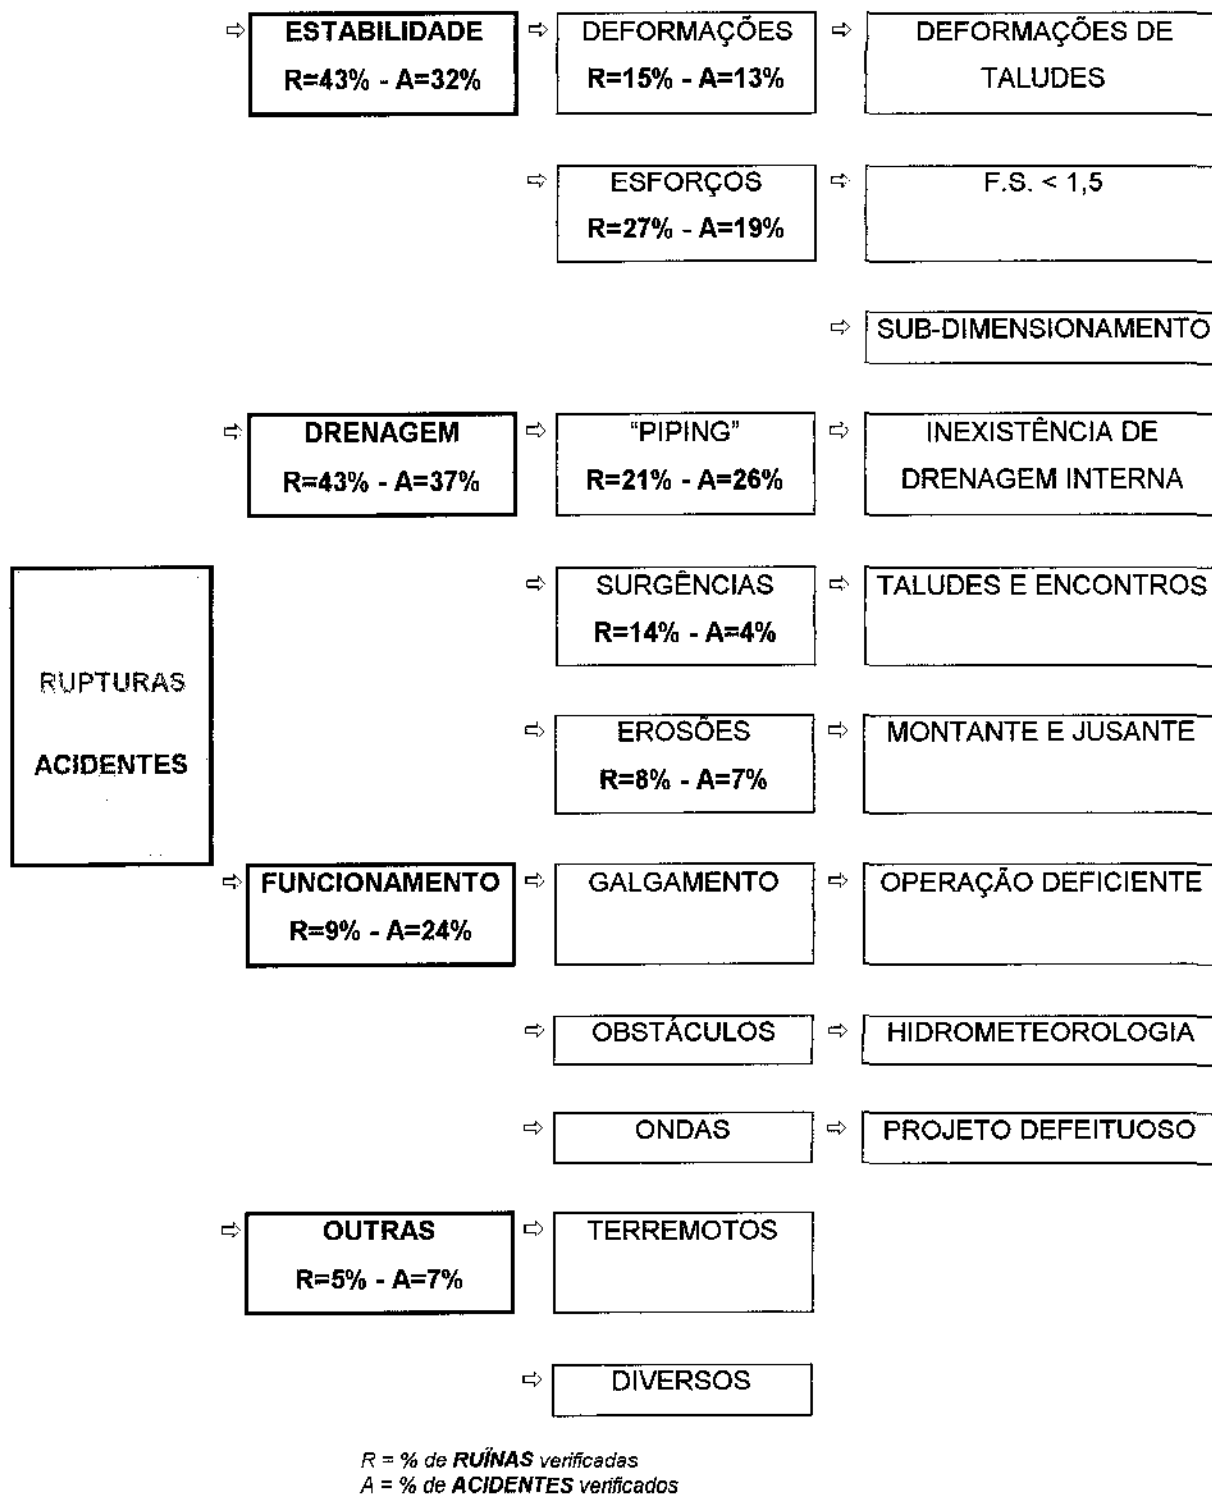 ⇨ ESTABILIDADE ⇨ DEFORMAÇÕES ⇨ DEFORMAÇÕES DE
R=43% - A=32% R=15% - A=13% TALUDES
⇨ ESFORÇOS ⇨ F.S. < 1,5
R=27% - A=19%
⇨ SUB-DIMENSIONAMENTO
⇨ DRENAGEM ⇨ "PIPING" ⇨ INEXISTÊNCIA DE
R=43% - A=37% R=21% - A=26% DRENAGEM INTERNA
⇨ SURGÊNCIAS ⇨ TALUDES E ENCONTROS
R=14% - A=4%
RUPTURAS
⇨ EROSÕES ⇨ MONTANTE E JUSANTE
ACIDENTES R=8% - A=7%
⇨ FUNCIONAMENTO ⇨ GALGAMENTO ⇨ OPERAÇÃO DEFICIENTE
R=9% - A=24%
⇨ OBSTÁCULOS ⇨ HIDROMETEOROLOGIA
⇨ ONDAS ⇨ PROJETO DEFEITUOSO
⇨ OUTRAS ⇨ TERREMOTOS
R=5% - A=7%
⇨ DIVERSOS
R = % de RUÍNAS verificadas
A = % de ACIDENTES verificados